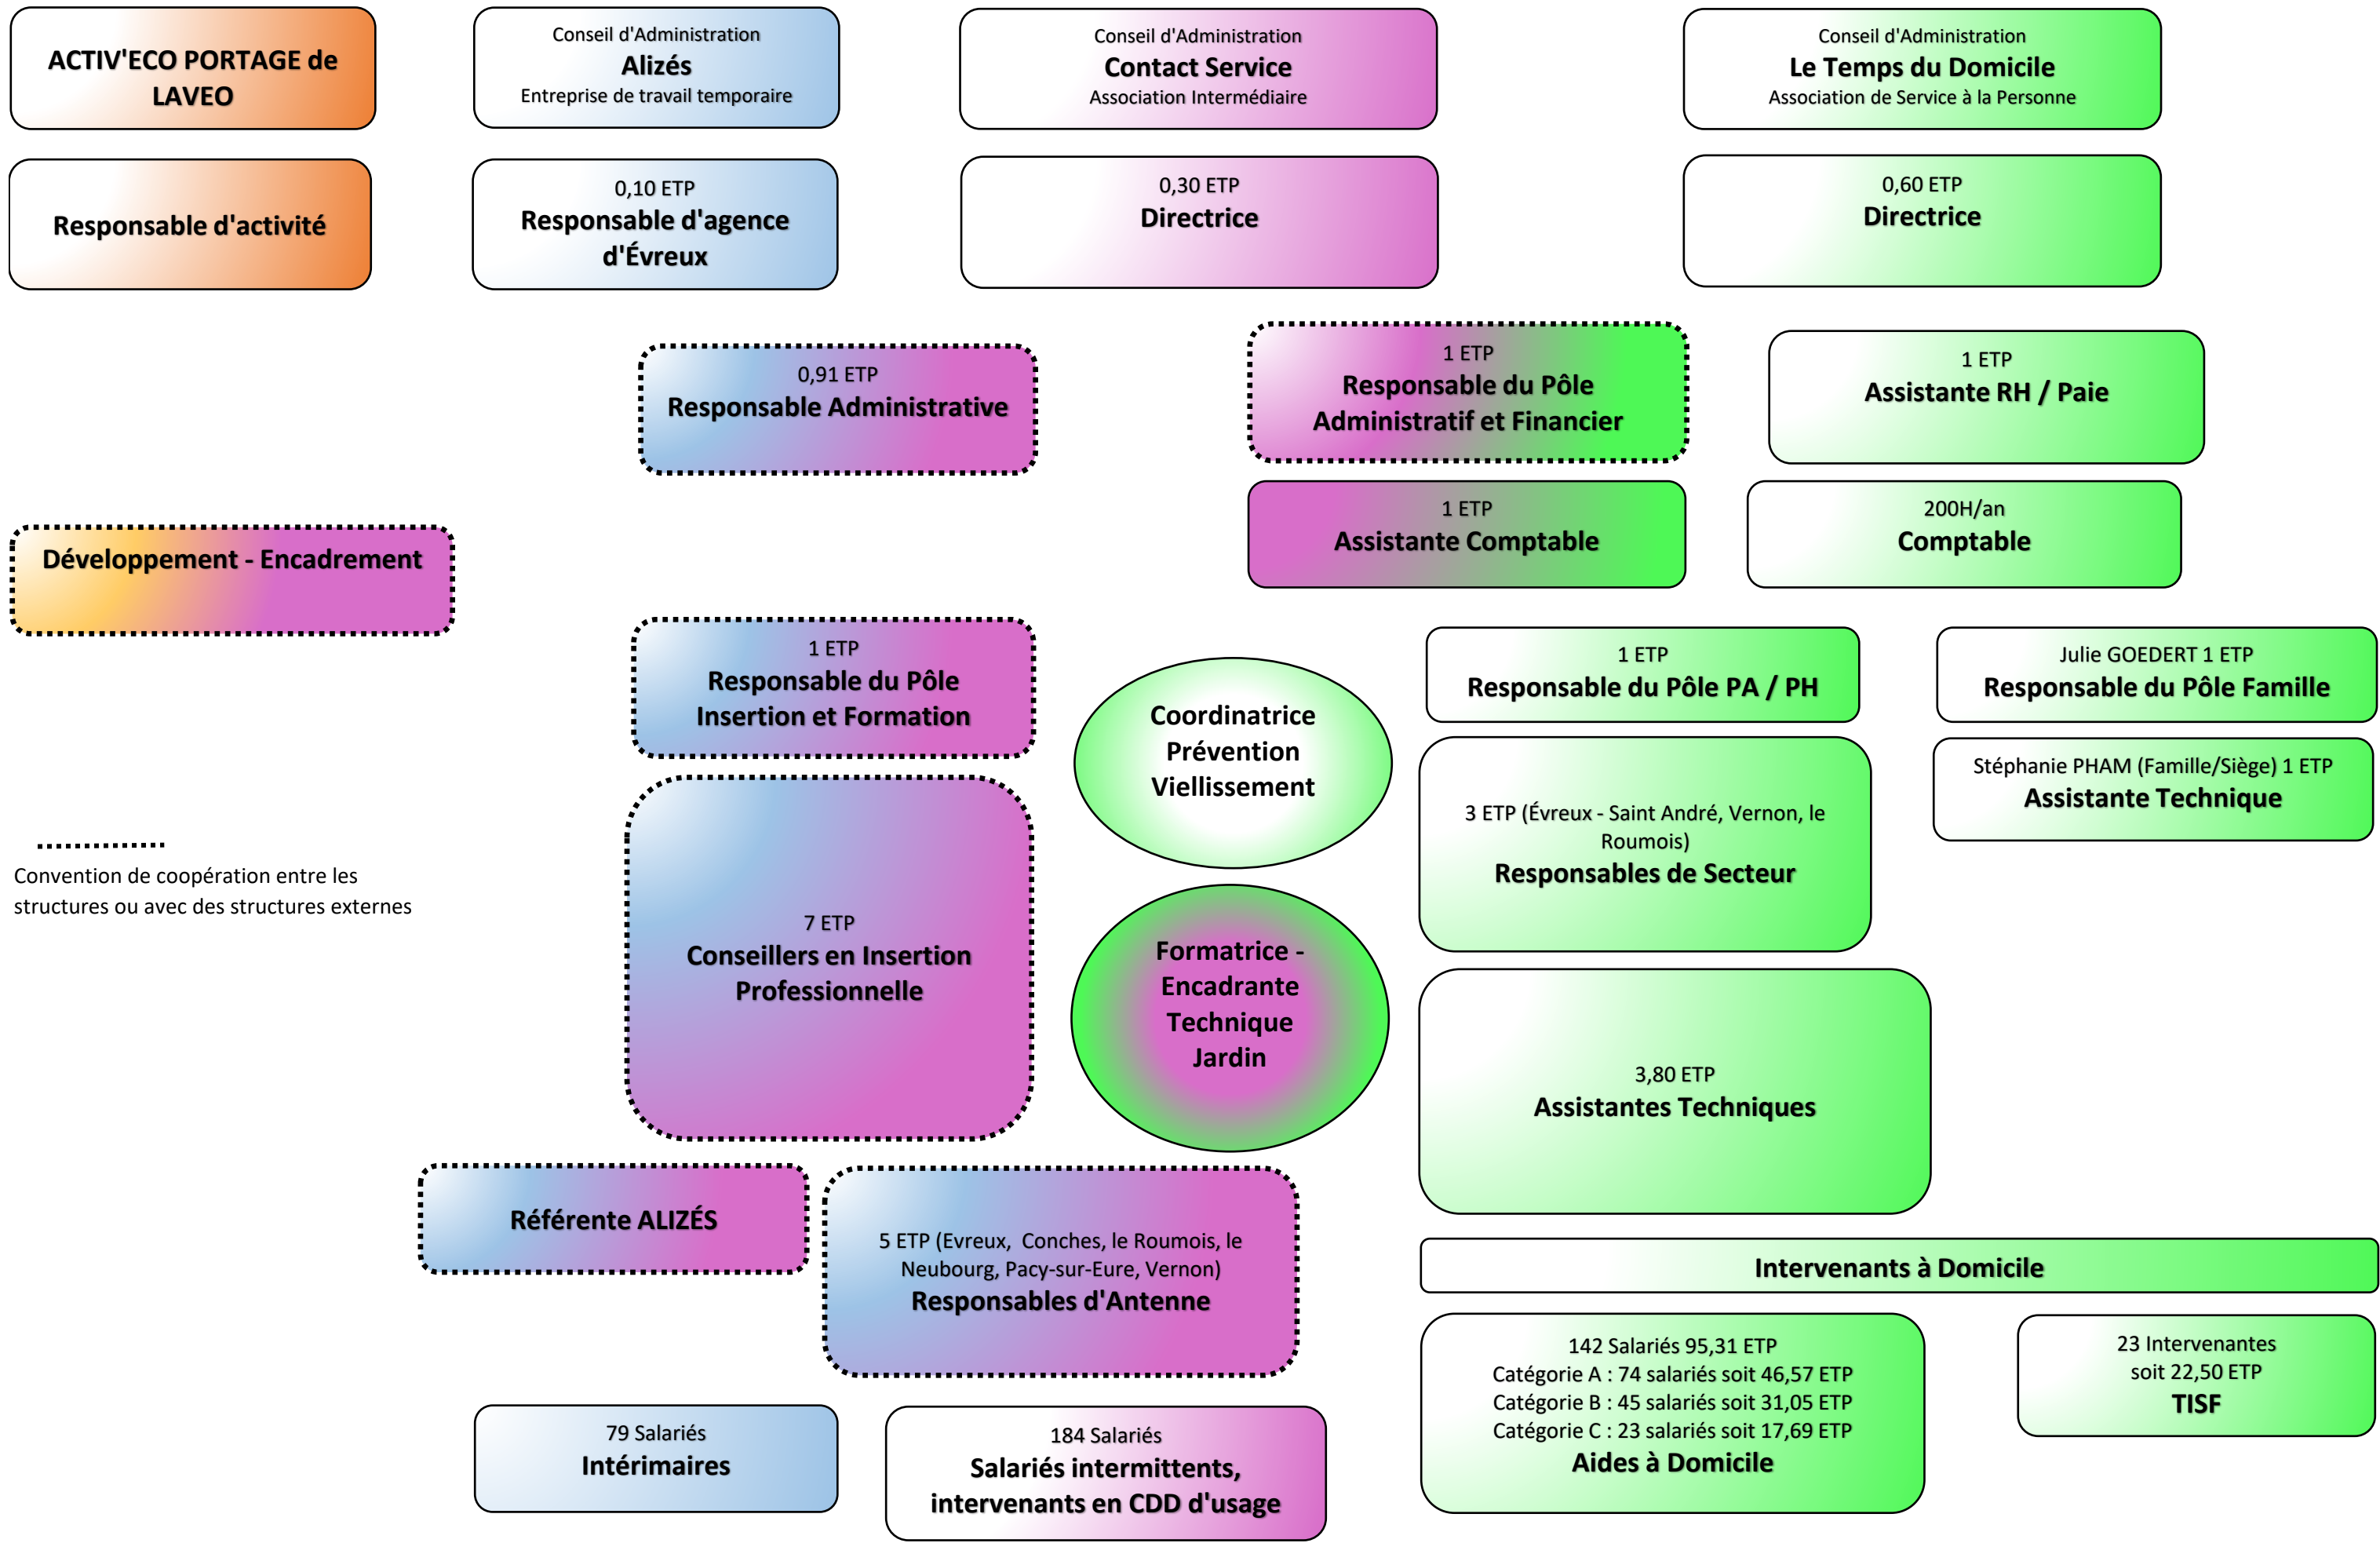 ACTIV'ECO PORTAGE de
LAVEO
Conseil d'Administration
Alizés
Entreprise de travail temporaire
Conseil d'Administration
Contact Service
Association Intermédiaire
Conseil d'Administration
Le Temps du Domicile
Association de Service à la Personne
Responsable d'activité
0,10 ETP
Responsable d'agence
d'Évreux
0,30 ETP
Directrice
0,60 ETP
Directrice
0,91 ETP
Responsable Administrative
1 ETP
Responsable du Pôle
Administratif et Financier
1 ETP
Assistante RH / Paie
1 ETP
Assistante Comptable
200H/an
Comptable
Développement - Encadrement
1 ETP
Responsable du Pôle
Insertion et Formation
Coordinatrice
Prévention
Viellissement
1 ETP
Responsable du Pôle PA / PH
Julie GOEDERT 1 ETP
Responsable du Pôle Famille
Stéphanie PHAM (Famille/Siège) 1 ETP
Assistante Technique
3 ETP (Évreux - Saint André, Vernon, le
Roumois)
Responsables de Secteur
Convention de coopération entre les
structures ou avec des structures externes
7 ETP
Conseillers en Insertion
Professionnelle
Formatrice -
Encadrante
Technique
Jardin
3,80 ETP
Assistantes Techniques
Référente ALIZÉS
5 ETP (Evreux,  Conches, le Roumois, le
Neubourg, Pacy-sur-Eure, Vernon)
Responsables d'Antenne
Intervenants à Domicile
142 Salariés 95,31 ETP
Catégorie A : 74 salariés soit 46,57 ETP
Catégorie B : 45 salariés soit 31,05 ETP
Catégorie C : 23 salariés soit 17,69 ETP
Aides à Domicile
23 Intervenantes
soit 22,50 ETP
TISF
79 Salariés
Intérimaires
184 Salariés
Salariés intermittents,
intervenants en CDD d'usage